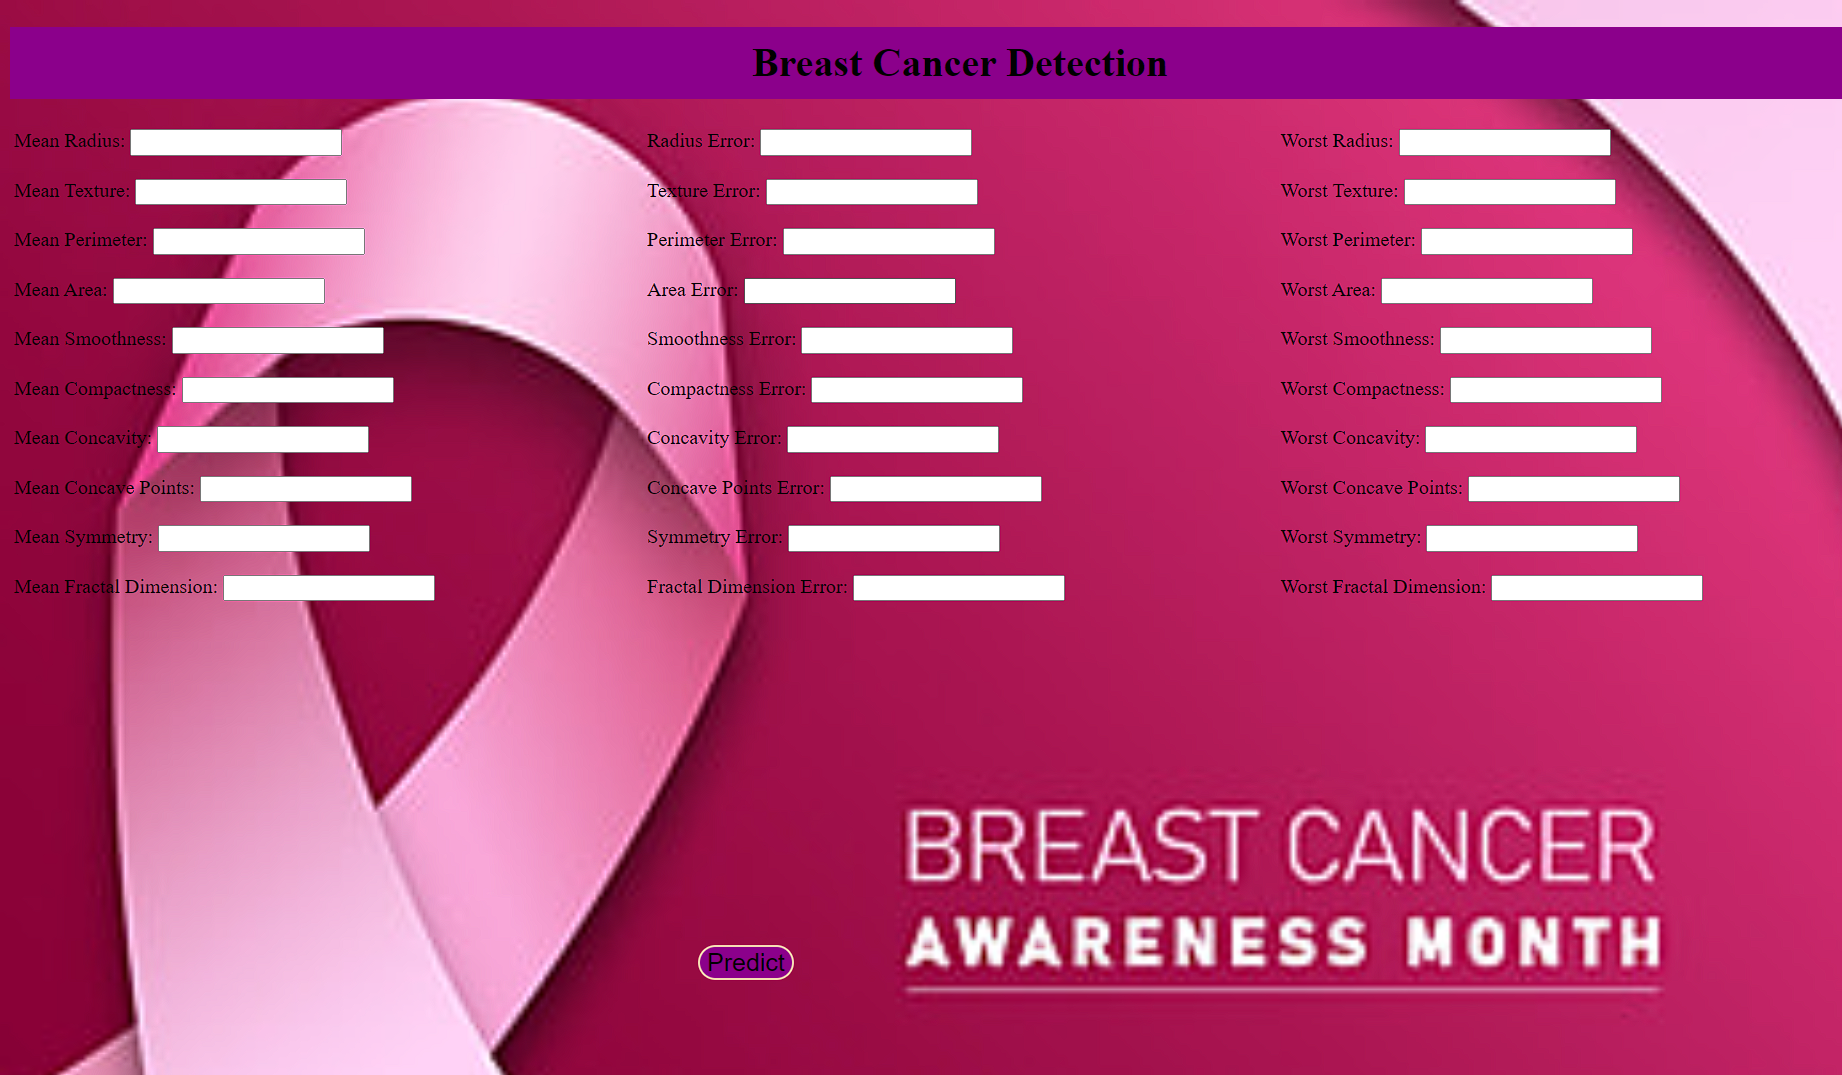 Breast Cancer Detection
Mean Radius: Radius Error: Worst Radius:
Mean Texture: Texture Error: Worst Texture:
Mean Perimeter: Perimeter Error: Worst Perimeter:
Mean Area: Area Error: Worst Area:
Mean Smoothness: Smoothness Error: Worst Smoothness:
Mean Compactness: Compactness Error: Worst Compactness:
Mean Concavity: Concavity Error: Worst Concavity:
Mean Concave Points: Concave Points Error: Worst Concave Points:
Mean Symmetry: Symmetry Error: Worst Symmetry:
Mean Fractal Dimension: Fractal Dimension Error: Worst Fractal Dimension:
BREAST CANCER
AWARENESS MONTH
Predict